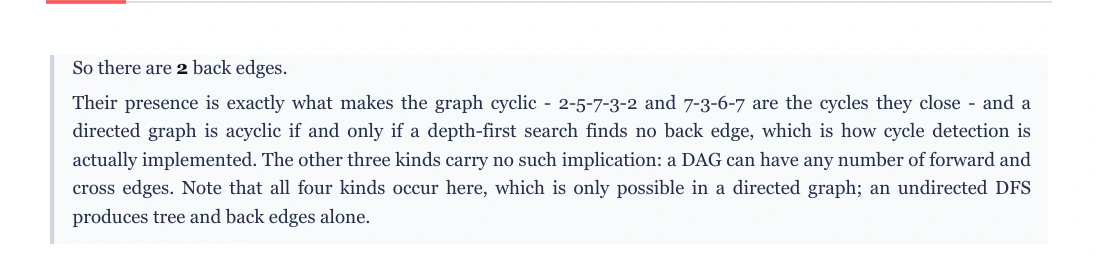 So there are 2 back edges.
Their presence is exactly what makes the graph cyclic - 2-5-7-3-2 and 7-3-6-7 are the cycles they close - and a
directed graph is acyclic if and only if a depth-first search finds no back edge, which is how cycle detection is
actually implemented. The other three kinds carry no such implication: a DAG can have any number of forward and
cross edges. Note that all four kinds occur here, which is only possible in a directed graph; an undirected DFS
produces tree and back edges alone.